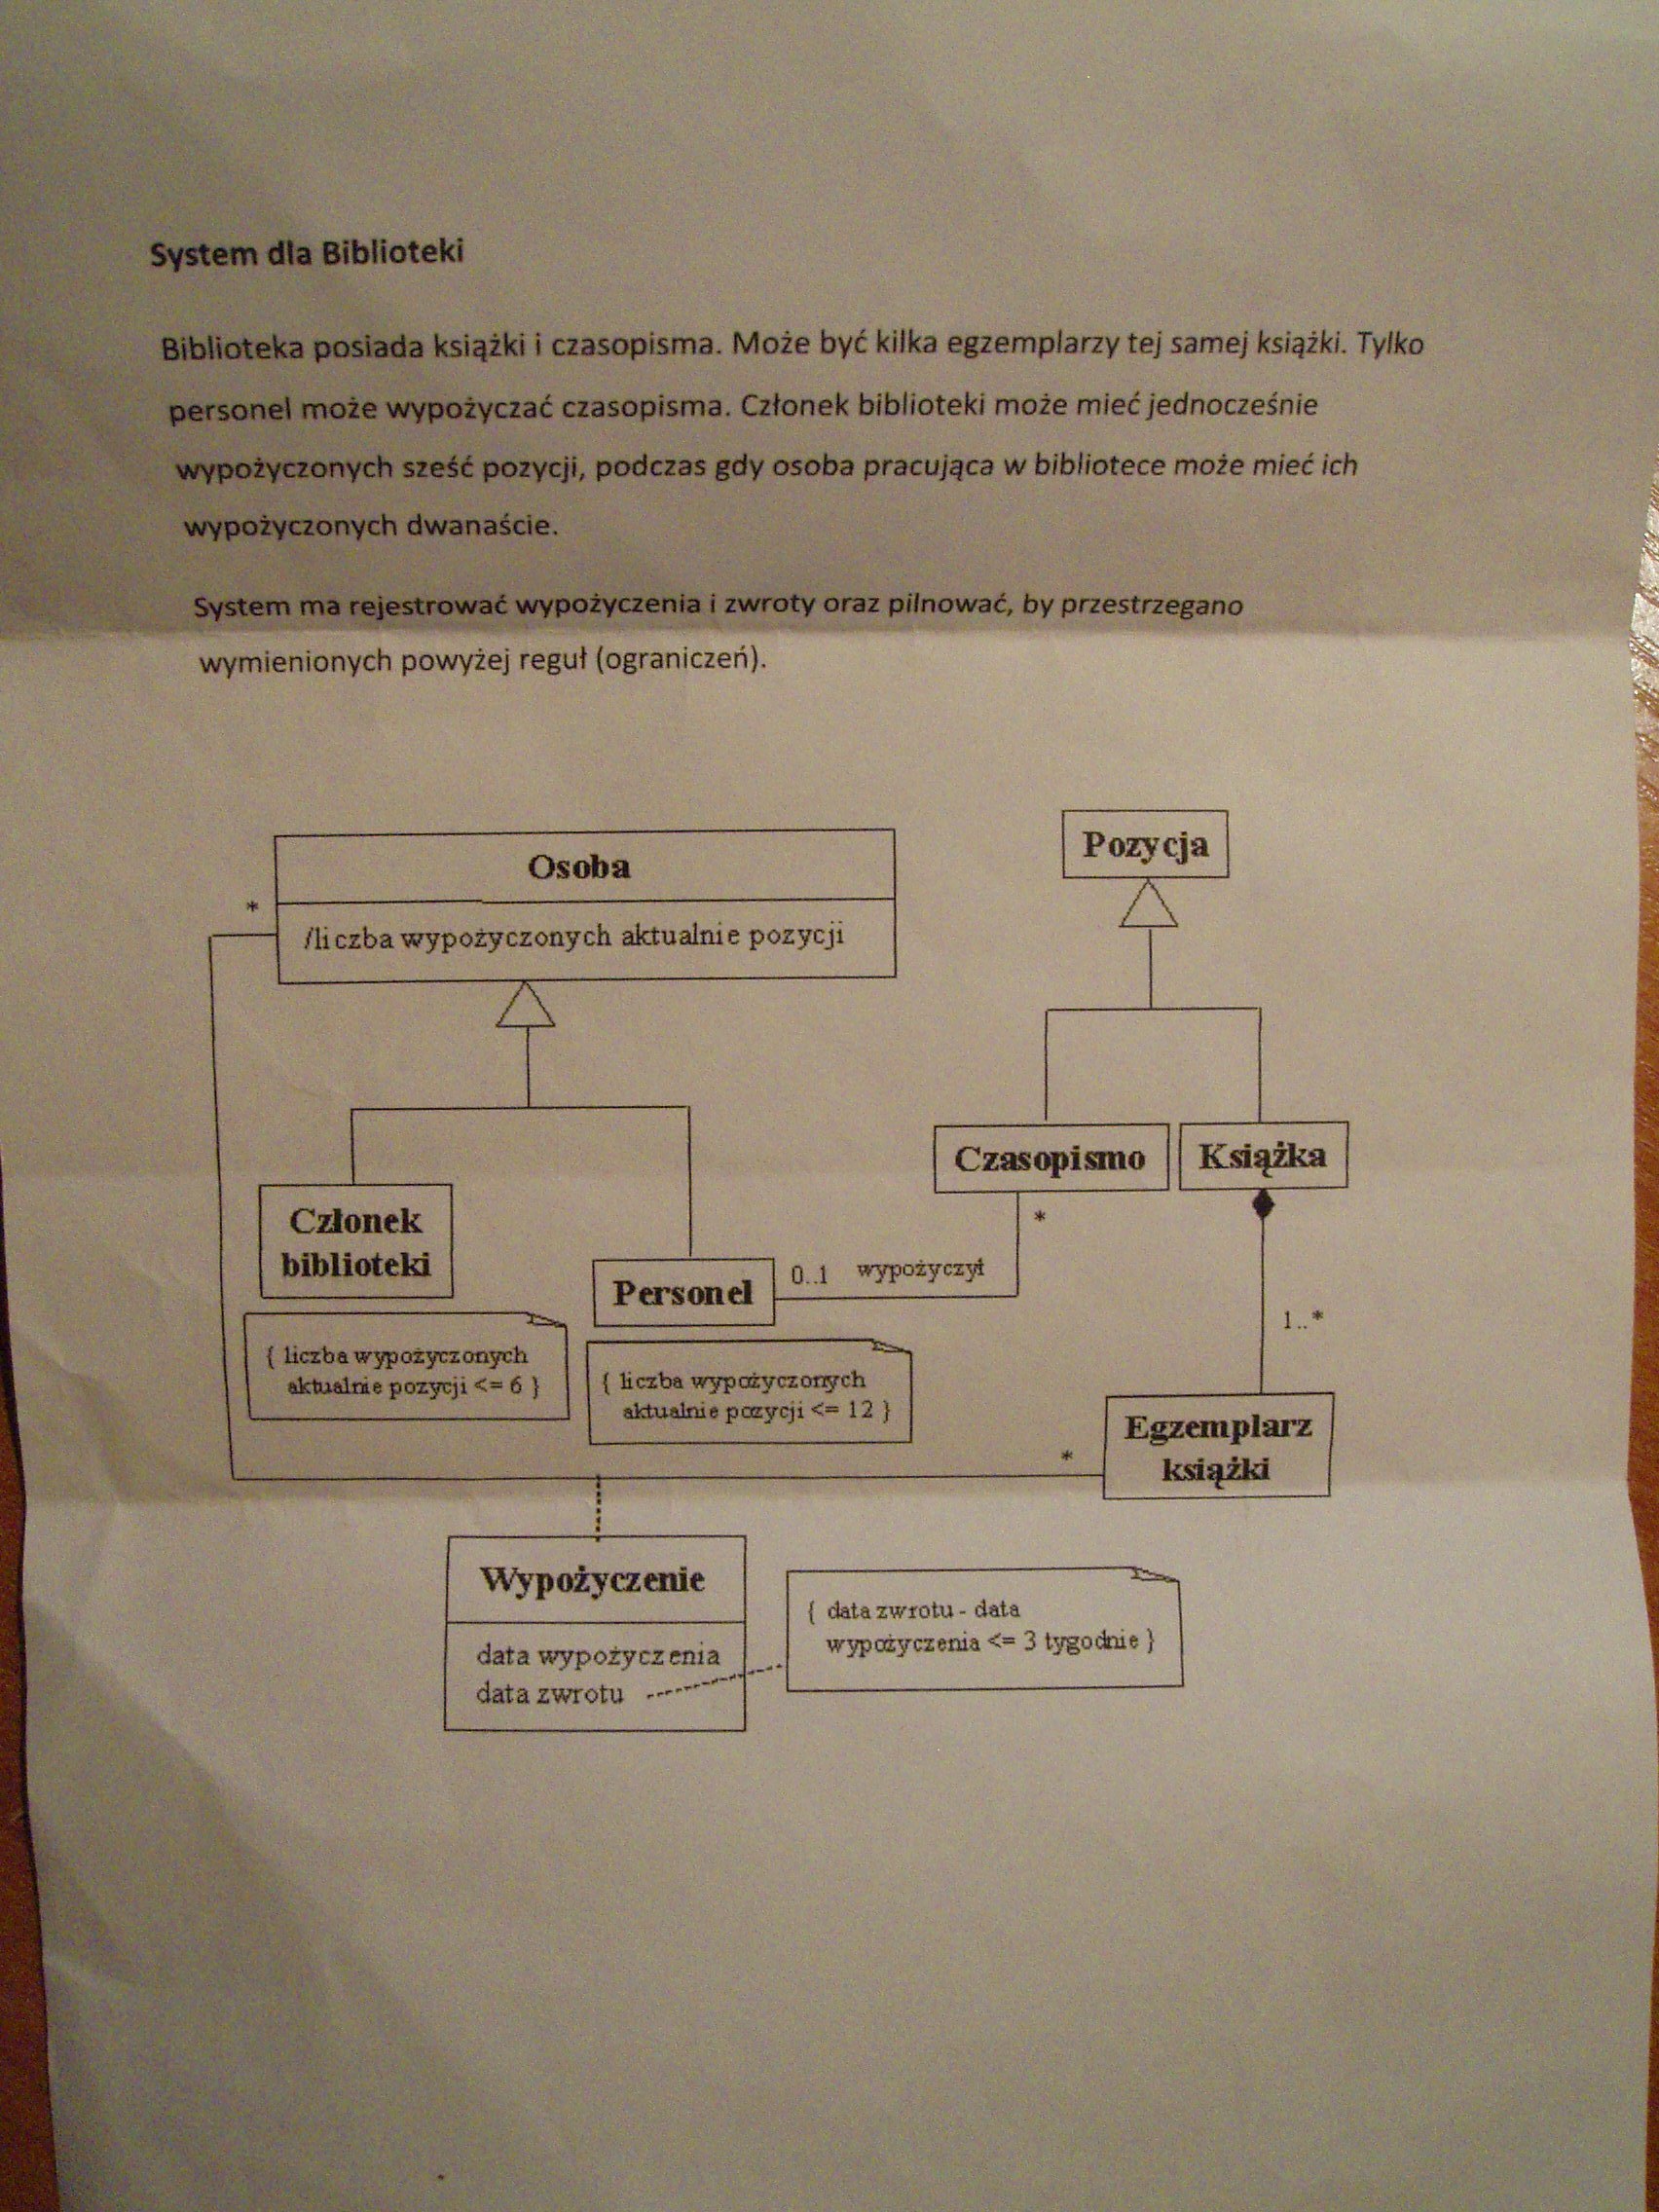 System dla Biblioteki
Biblioteka posiada książki i czasopisma. Może być kilka egzemplarzy tej samej książki. Tylko
personel może wypożyczać czasopisma. Członek biblioteki może mieć jednocześnie
wypożyczonych sześć pozycji, podczas gdy osoba pracująca w bibliotece może mieć ich
wypożyczonych dwanaście.
System ma rejestrować wypożyczenia i zwroty oraz pilnować, by przestrzegano
wymienionych powyżej reguł (ograniczeń).
Pozycja
Osoba
*
/liczba wypożyczonych aktualnie pozycji
Czasopismo
Książka
*
Członek
biblioteki
Personel
0..1 wypożyczył
1..*
{ liczba wypożyczonych
aktualnie pozycji <= 6 }
{ liczba wypożyczonych
aktualnie pozycji <= 12 }
*
Egzemplarz
książki
Wypożyczenie
data wypożyczenia
data zwrotu
{ data zwrotu - data
wypożyczenia <= 3 tygodnie }